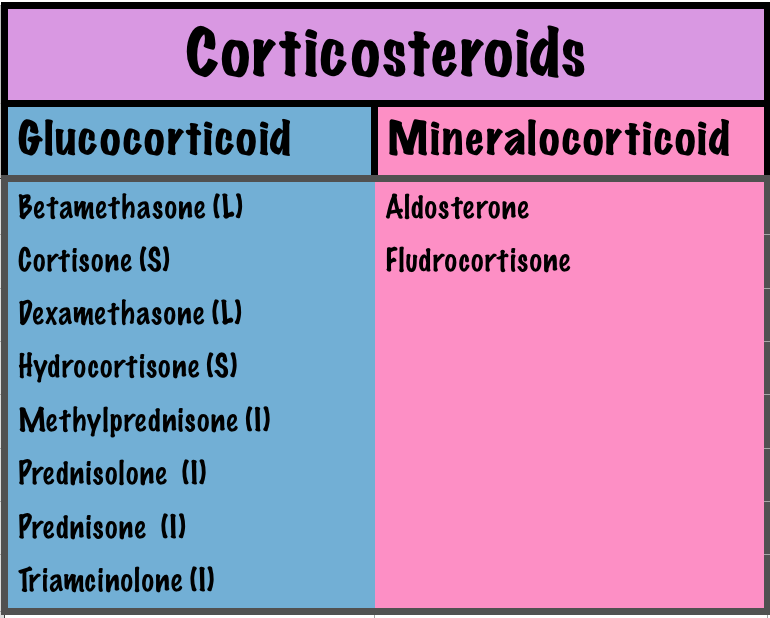 Corticosteroids
Glucocorticoid
Mineralocorticoid
Betamethasone (L)
Aldosterone
Cortisone (S)
Fludrocortisone
Dexamethasone (L)
Hydrocortisone (S)
Methylprednisone (I)
Prednisolone (I)
Prednisone (I)
Triamcinolone (I)